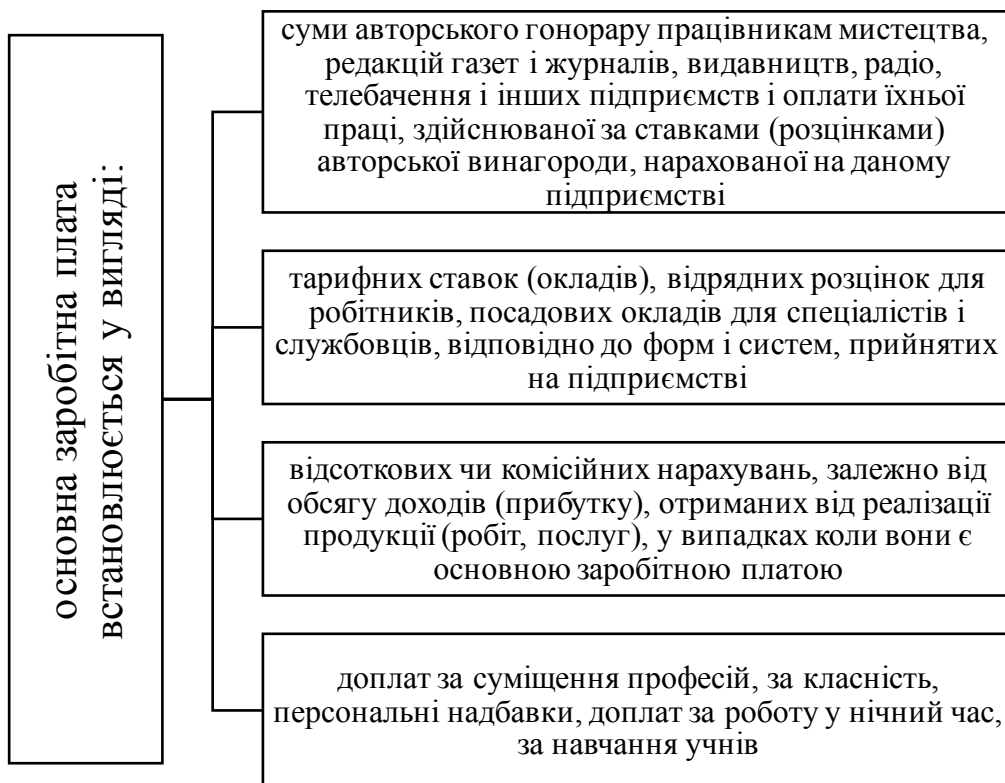 основна заробітна плата
встановлюється у вигляді:
суми авторського гонорару працівникам мистецтва,
редакцій газет і журналів, видавництв, радіо,
телебачення і інших підприємств і оплати їхньої
праці, здійснюваної за ставками (розцінками)
авторської винагороди, нарахованої на даному
підприємстві
тарифних ставок (окладів), відрядних розцінок для
робітників, посадових окладів для спеціалістів і
службовців, відповідно до форм і систем, прийнятих
на підприємстві
відсоткових чи комісійних нарахувань, залежно від
обсягу доходів (прибутку), отриманих від реалізації
продукції (робіт, послуг), у випадках коли вони є
основною заробітною платою
доплат за суміщення професій, за класність,
персональні надбавки, доплат за роботу у нічний час,
за навчання учнів